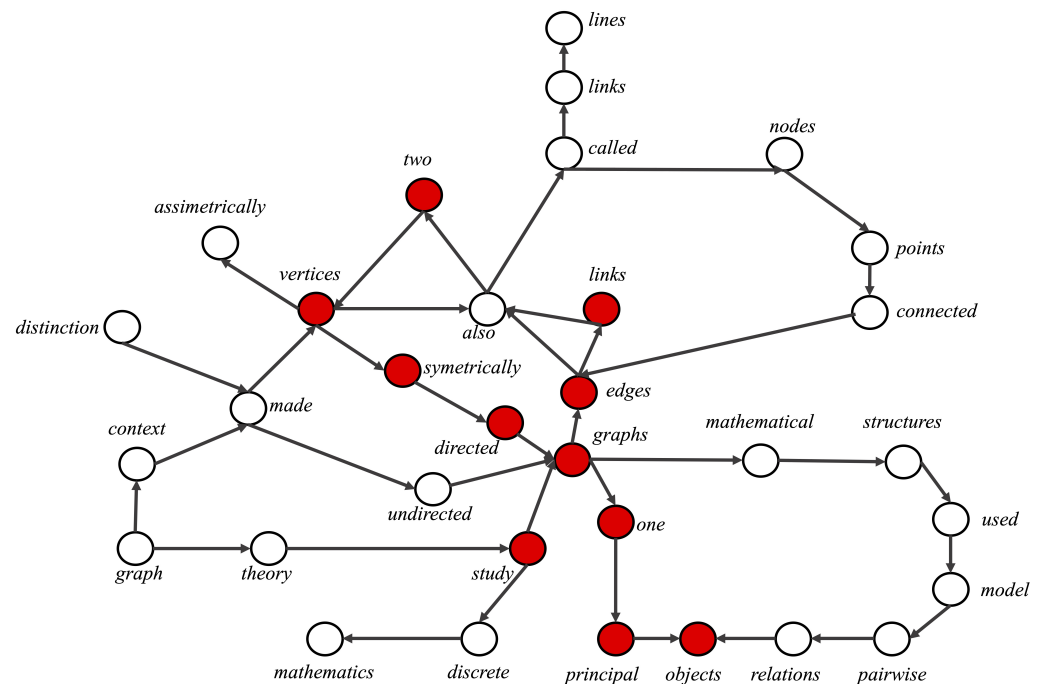 lines
links
called
nodes
two
assimetrically
points
vertices
links
connected
distinction
also
symetrically
edges
made
context
directed
graphs
mathematical
structures
undirected
used
one
graph
theory
study
model
mathematics
discrete
principal
objects
relations
pairwise